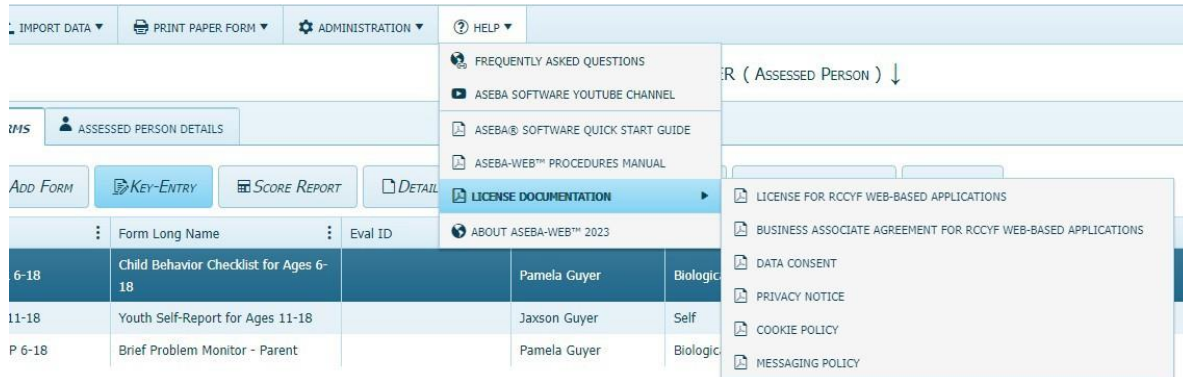 IMPORT DATA ▼ PRINT PAPER FORM ▼ ADMINISTRATION ▼ HELP ▼
FREQUENTLY ASKED QUESTIONS
R ( ASSESSED PERSON ) ↓
ASEBA SOFTWARE YOUTUBE CHANNEL
ASSESSED PERSON DETAILS
ASEBA® SOFTWARE QUICK START GUIDE
ASEBA-WEB™ PROCEDURES MANUAL
ADD FORM KEY-ENTRY SCORE REPORT DETAIL
LICENSE DOCUMENTATION
LICENSE FOR RCCYF WEB-BASED APPLICATIONS
ABOUT ASEBA-WEB™ 2023
BUSINESS ASSOCIATE AGREEMENT FOR RCCYF WEB-BASED APPLICATIONS
DATA CONSENT
PRIVACY NOTICE
COOKIE POLICY
MESSAGING POLICY
Form Long Name Eval ID
6-18 Child Behavior Checklist for Ages 6-
18 Pamela Guyer Biologic
11-18 Youth Self-Report for Ages 11-18 Jaxson Guyer Self
P 6-18 Brief Problem Monitor - Parent Pamela Guyer Biologic